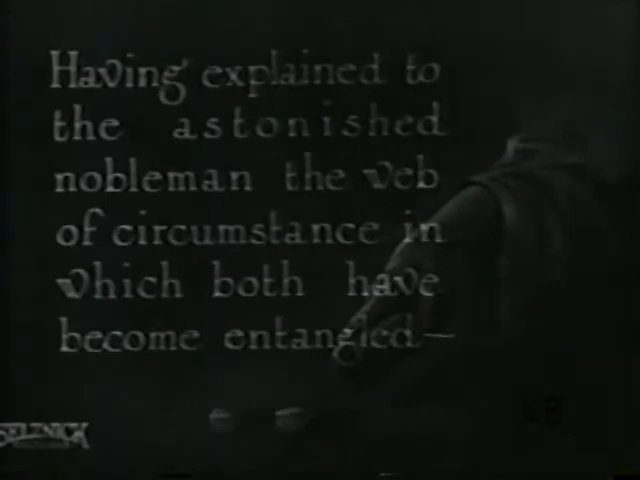 Having explained to
the astonished
nobleman the web
of circumstance in
which both have
become entangled—
SELZNICK